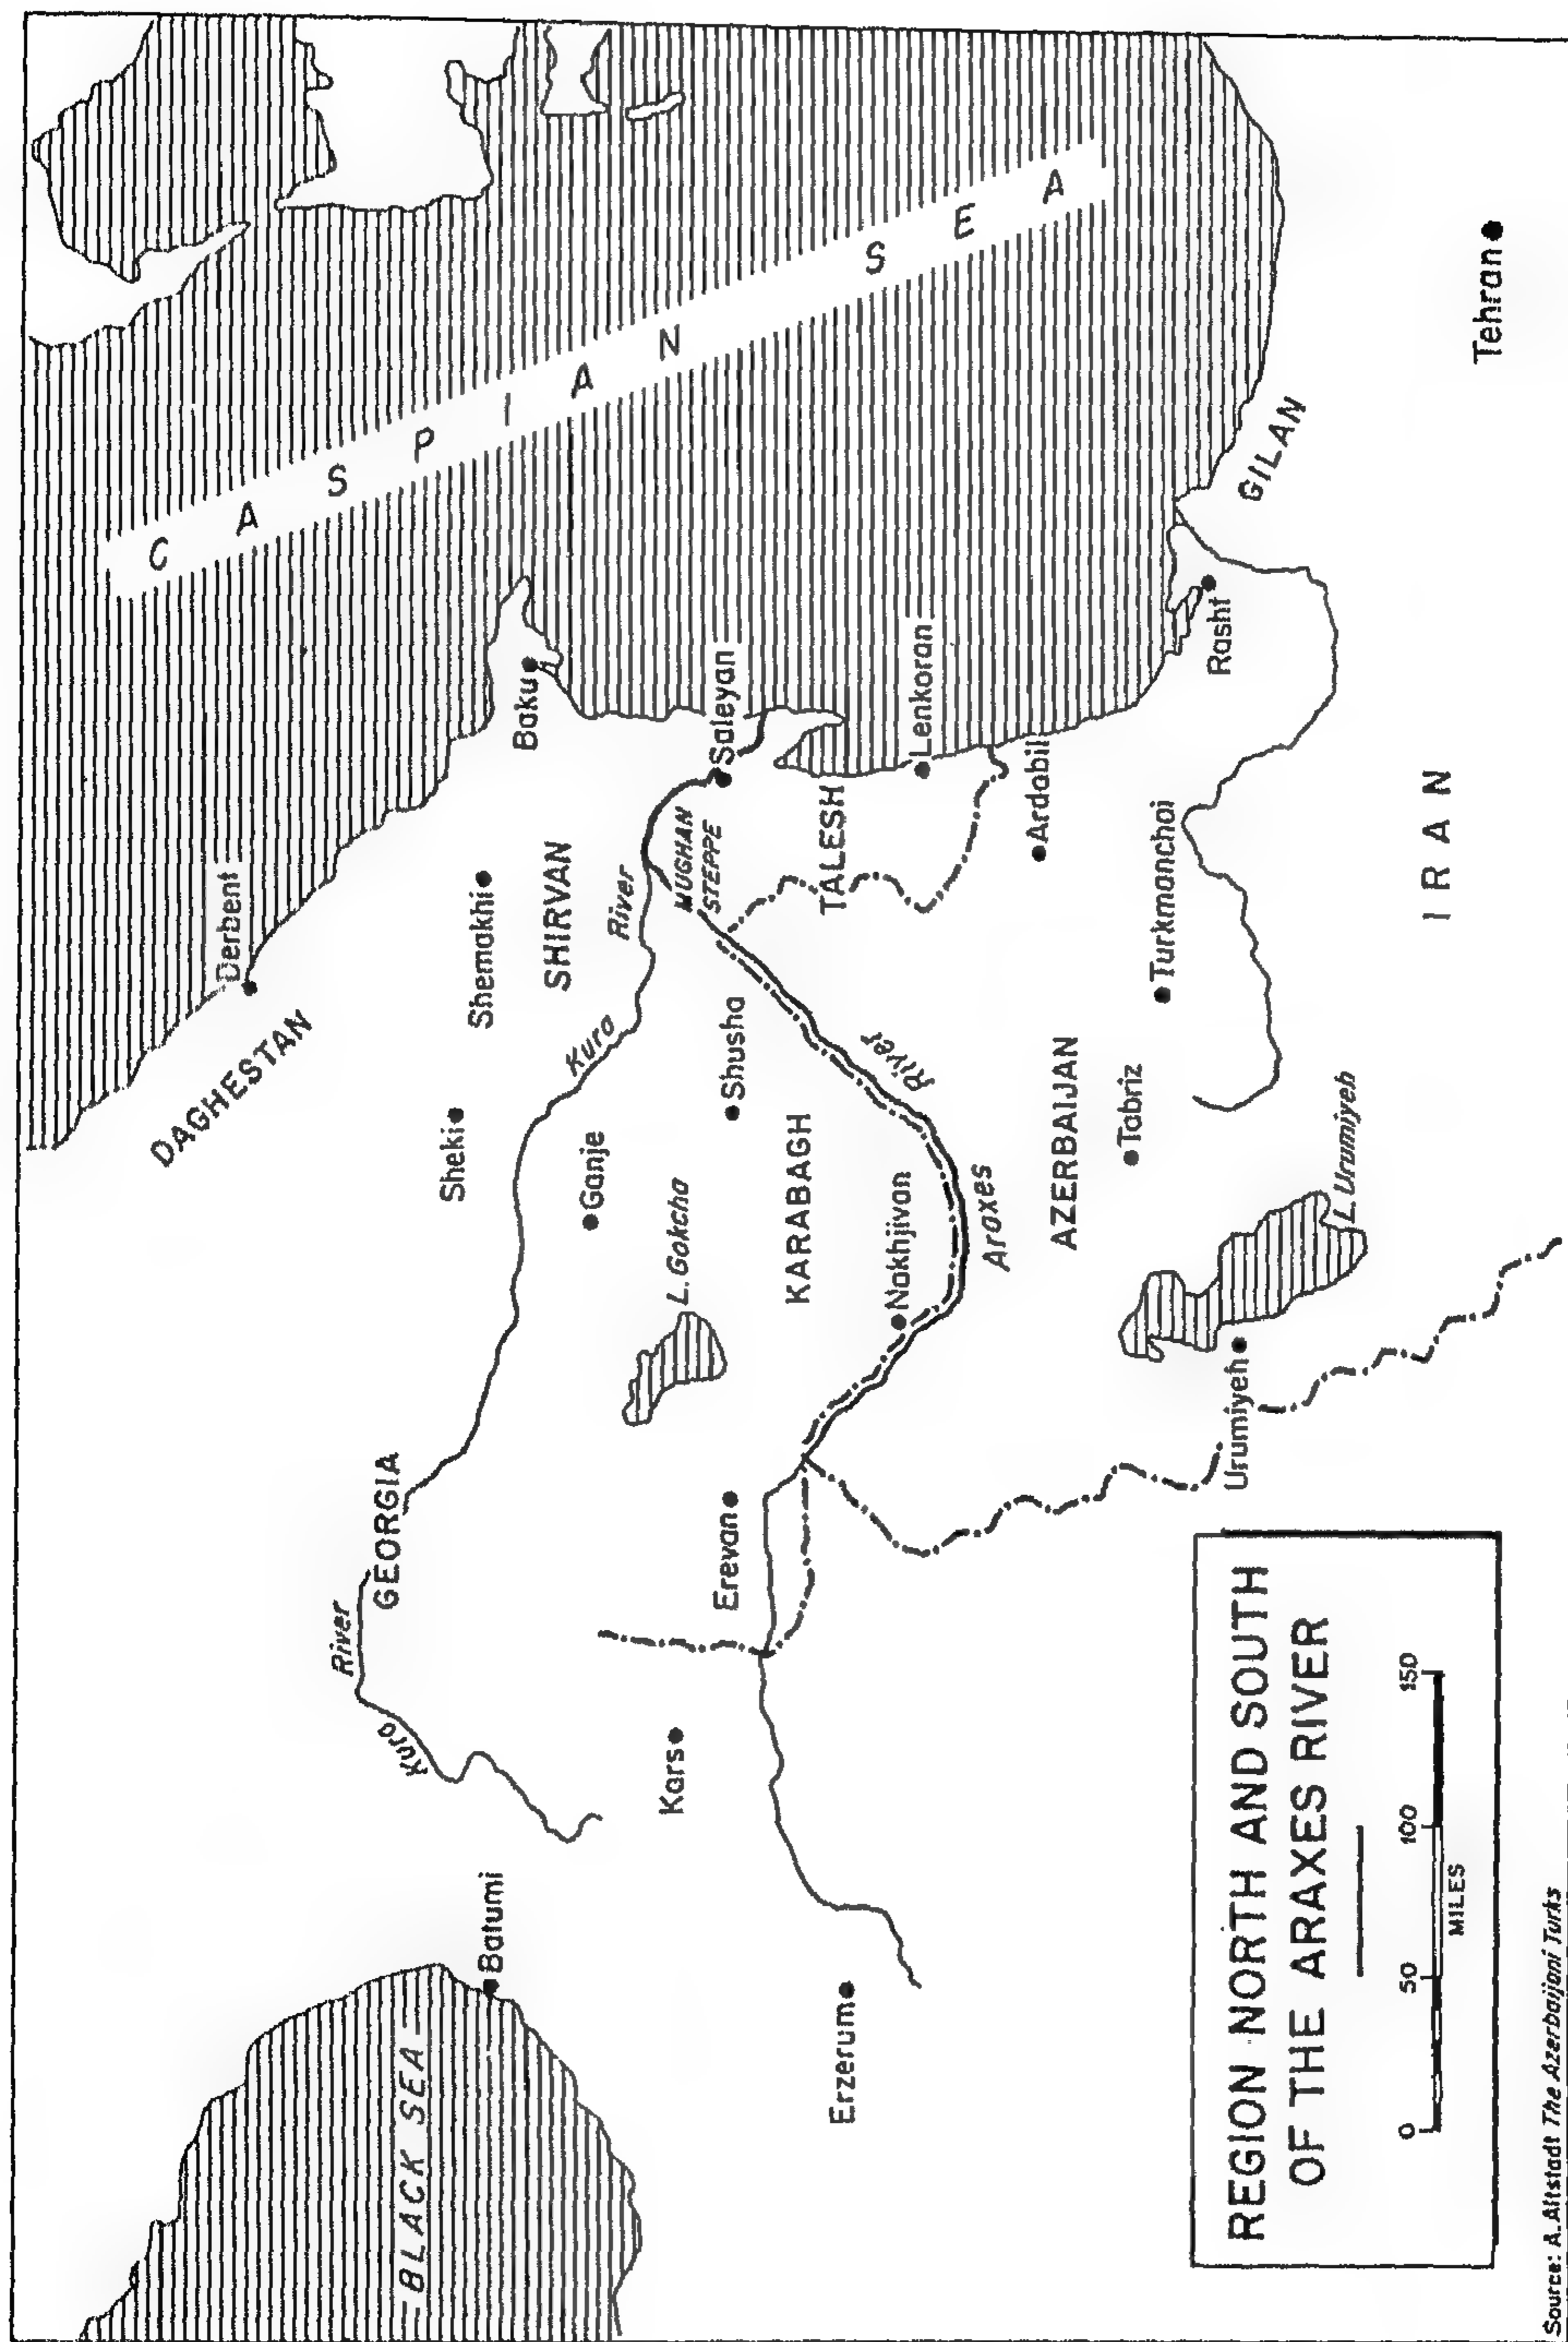 BLACK SEA
Batumi
River
Kura
GEORGIA
DAGHESTAN
Derbent
CASPIAN SEA
Sheki
Shemakhi
SHIRVAN
Baku
Kura
River
Ganje
L. Gokcha
Kars
Erevan
Erzerum
Shusha
KARABAGH
MUGHAN
STEPPE
Saleyan
TALESH
Lenkoran
Nakhjivan
Araxes
River
AZERBAIJAN
Ardabil
Tabriz
Turkmanchai
Urumiyeh
L. Urumiyeh
Rasht
GILAN
IRAN
Tehran
REGION NORTH AND SOUTH
OF THE ARAXES RIVER
0 50 100 150
MILES
Source: A. Altstadt The Azerbaijani Turks